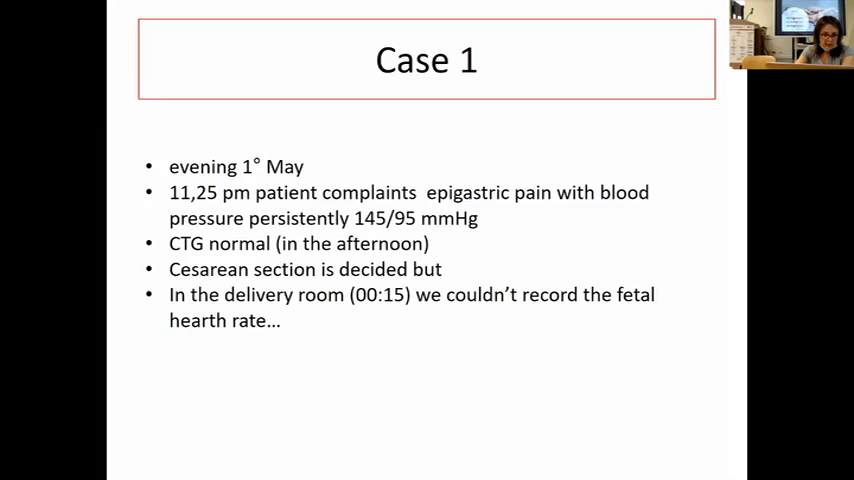 Case 1
• evening 1° May
• 11,25 pm patient complaints epigastric pain with blood
pressure persistently 145/95 mmHg
• CTG normal (in the afternoon)
• Cesarean section is decided but
• In the delivery room (00:15) we couldn’t record the fetal
hearth rate…